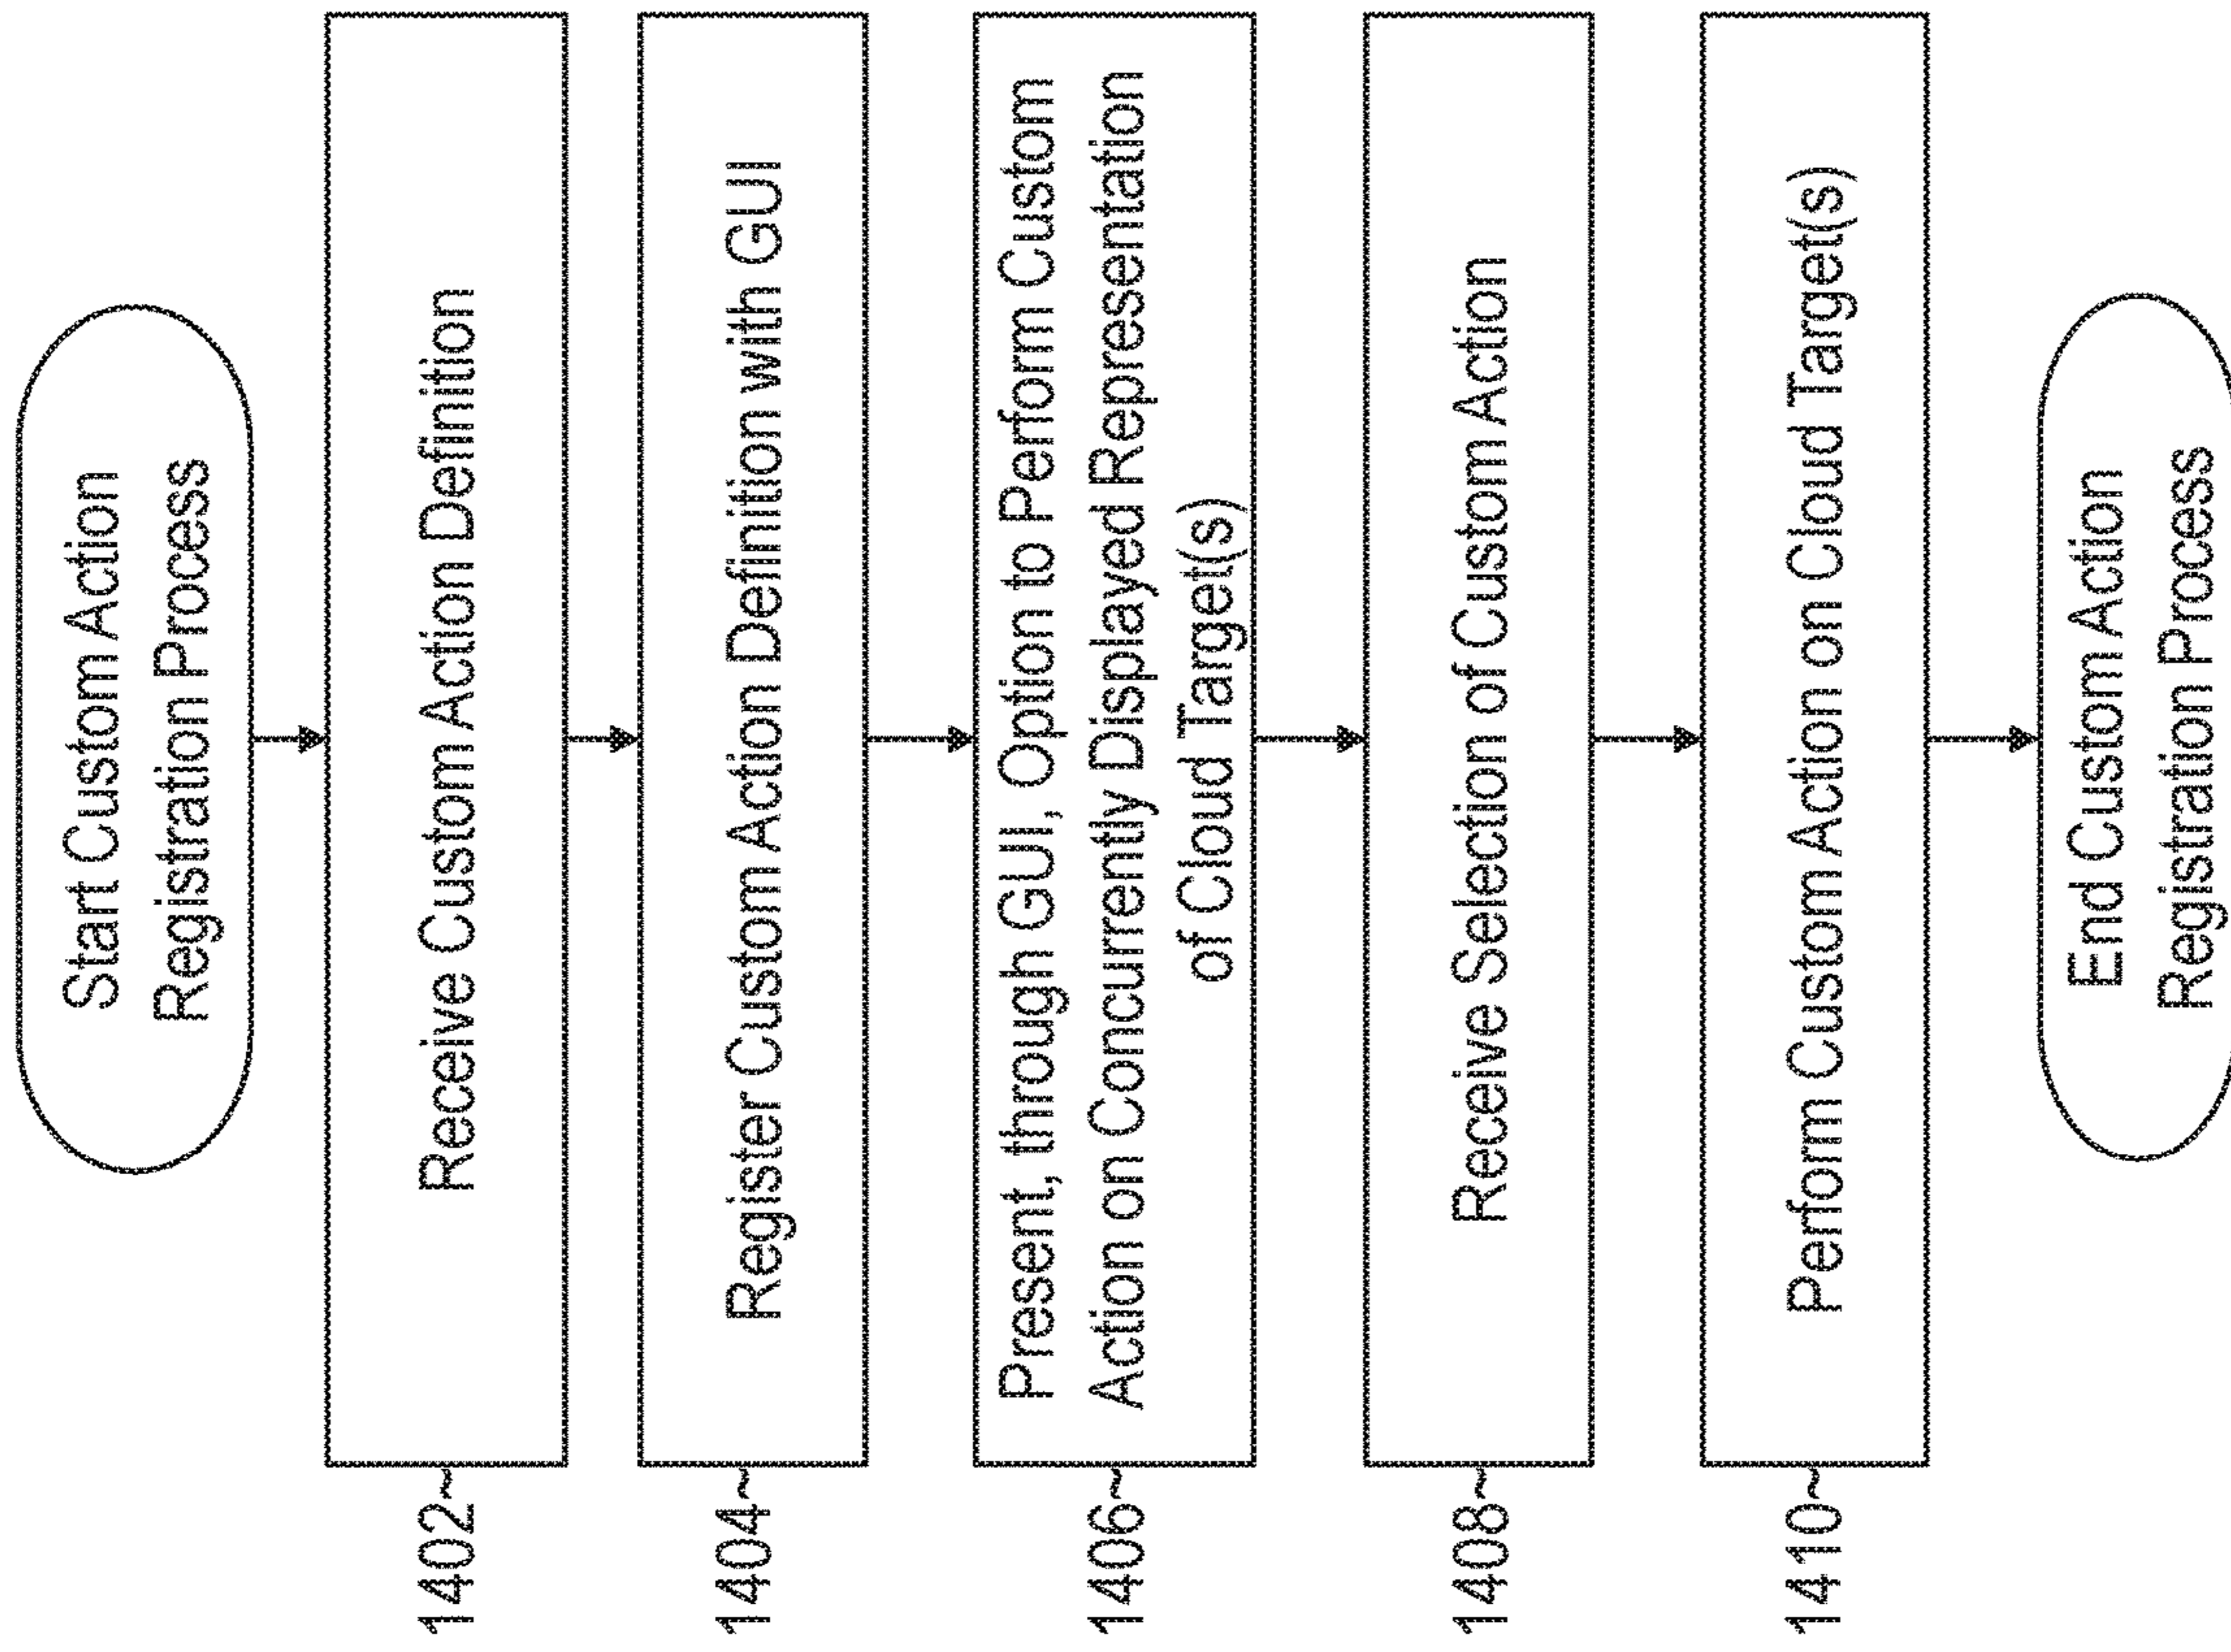 Start Custom Action
Registration Process
1402~
Receive Custom Action Definition
1404~
Register Custom Action Definition with GUI
1406~
Present, through GUI, Option to Perform Custom
Action on Concurrently Displayed Representation
of Cloud Target(s)
1408~
Receive Selection of Custom Action
1410~
Perform Custom Action on Cloud Target(s)
End Custom Action
Registration Process